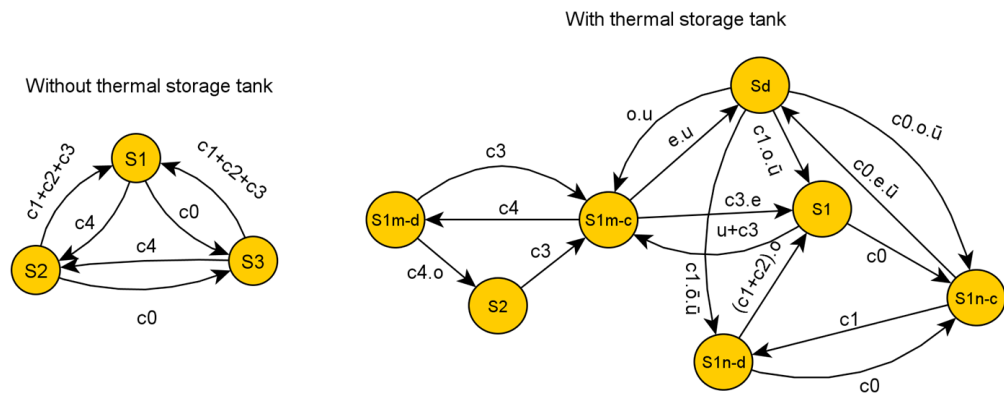 With thermal storage tank
Without thermal storage tank
S1
S2
S3
c1+c2+c3
c1+c2+c3
c4
c0
c4
c0
Sd
S1m-d
S1m-c
S1
S2
S1n-c
S1n-d
o.u
e.u
c1.o.ū
c0.o.ū
c0.e.ū
c3
c4
c3.e
u+c3
c4.o
c3
c1.ō.ū
(c1+c2).o
c0
c1
c0